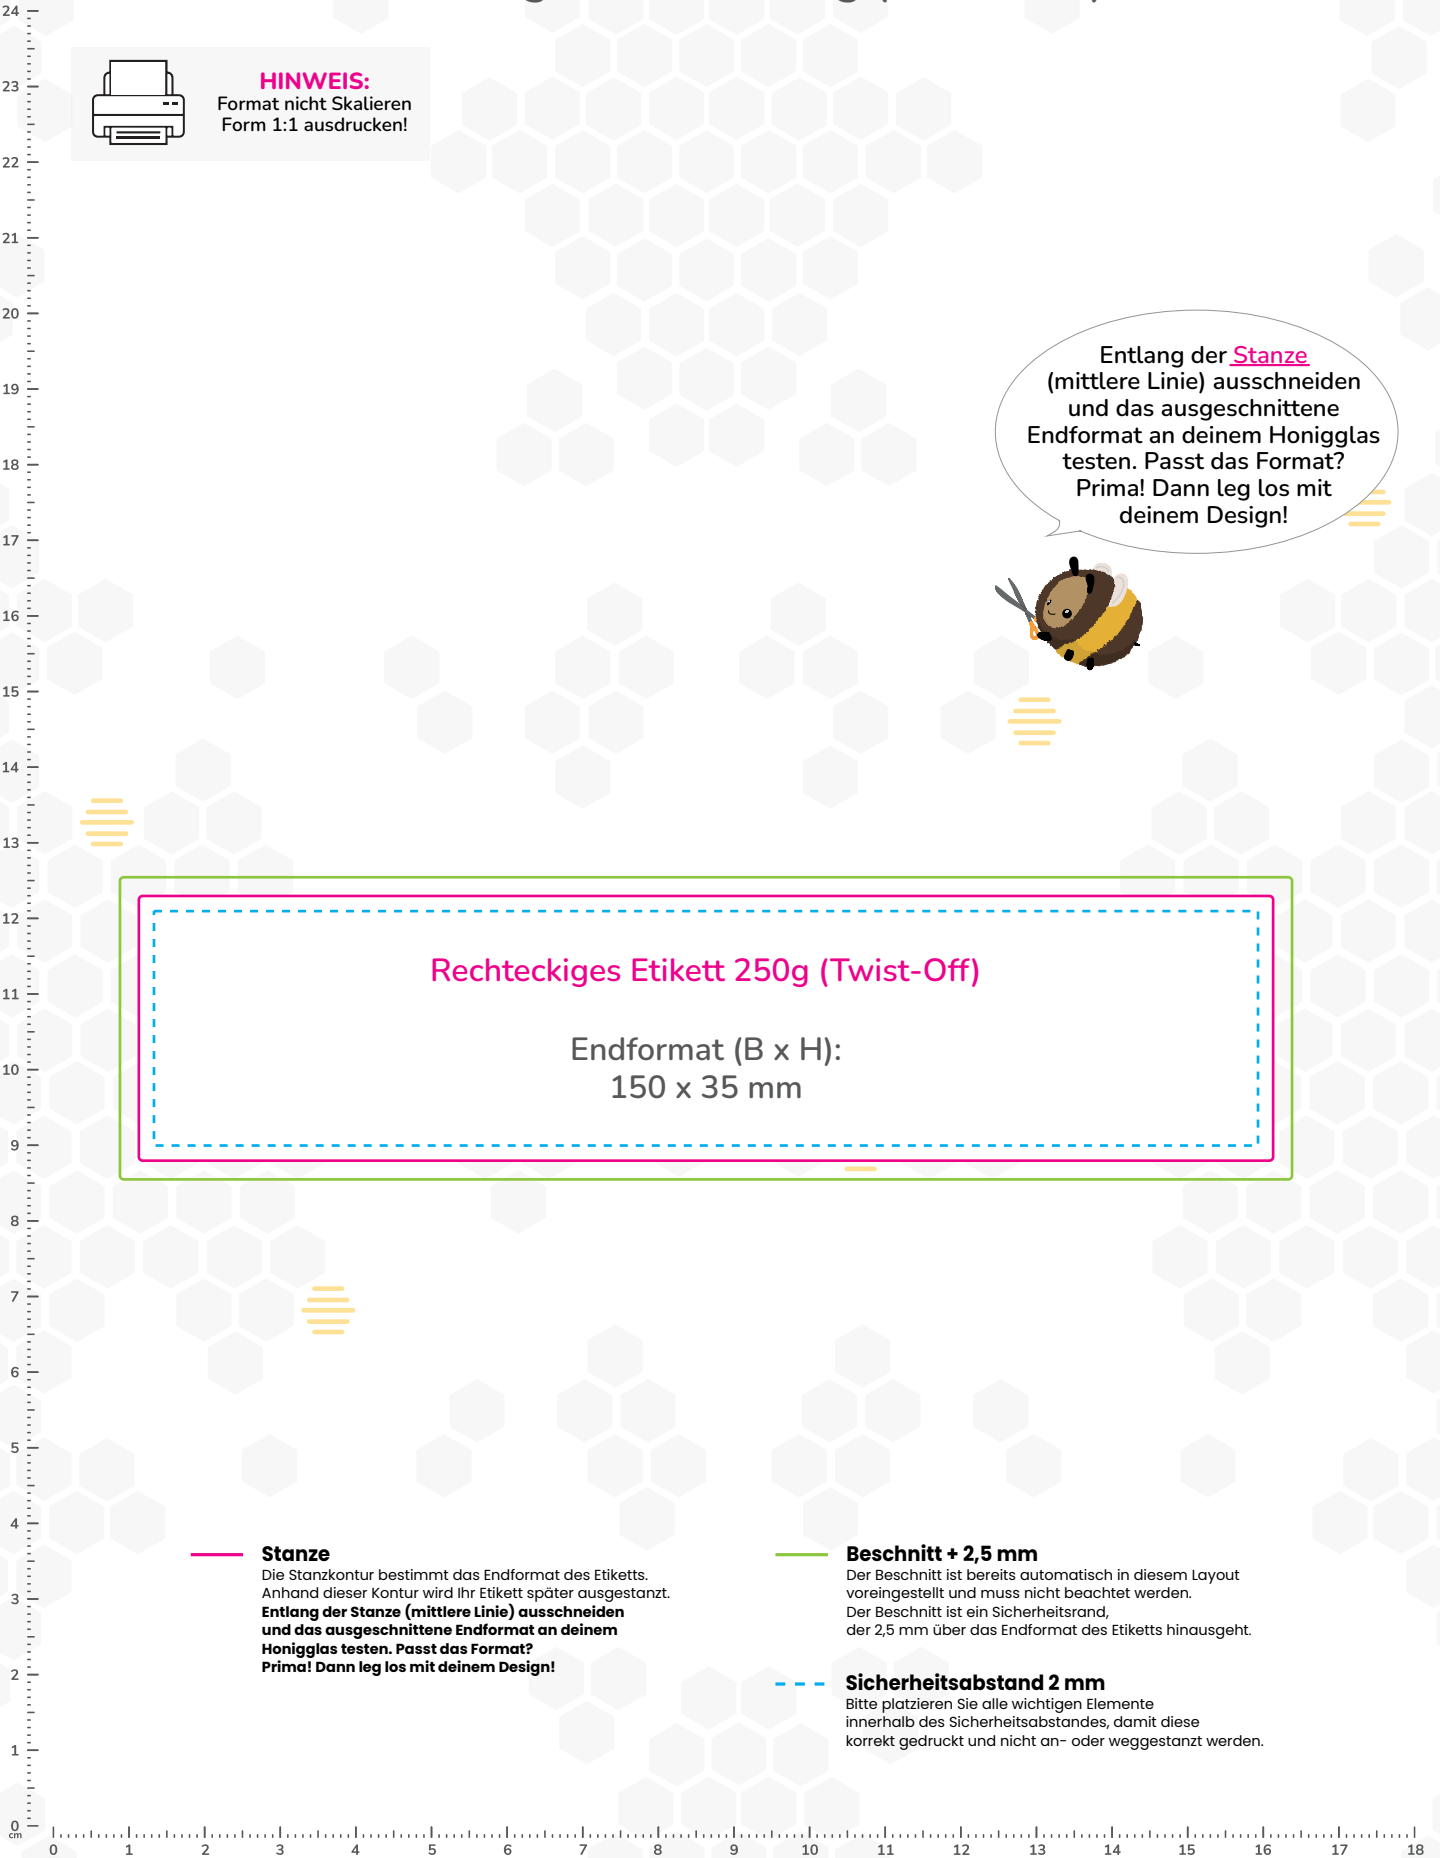 HINWEIS:
Format nicht Skalieren
Form 1:1 ausdrucken!
Entlang der Stanze
(mittlere Linie) ausschneiden
und das ausgeschnittene
Endformat an deinem Honigglas
testen. Passt das Format?
Prima! Dann leg los mit
deinem Design!
Rechteckiges Etikett 250g (Twist-Off)
Endformat (B x H):
150 x 35 mm
Stanze
Die Stanzkontur bestimmt das Endformat des Etiketts.
Anhand dieser Kontur wird Ihr Etikett später ausgestanzt.
Entlang der Stanze (mittlere Linie) ausschneiden
und das ausgeschnittene Endformat an deinem
Honigglas testen. Passt das Format?
Prima! Dann leg los mit deinem Design!
Beschnitt + 2,5 mm
Der Beschnitt ist bereits automatisch in diesem Layout
voreingestellt und muss nicht beachtet werden.
Der Beschnitt ist ein Sicherheitsrand,
der 2,5 mm über das Endformat des Etiketts hinausgeht.
Sicherheitsabstand 2 mm
Bitte platzieren Sie alle wichtigen Elemente
innerhalb des Sicherheitsabstandes, damit diese
korrekt gedruckt und nicht an- oder weggestanzt werden.
24
23
22
21
20
19
18
17
16
15
14
13
12
11
10
9
8
7
6
5
4
3
2
1
0
cm
0 1 2 3 4 5 6 7 8 9 10 11 12 13 14 15 16 17 18